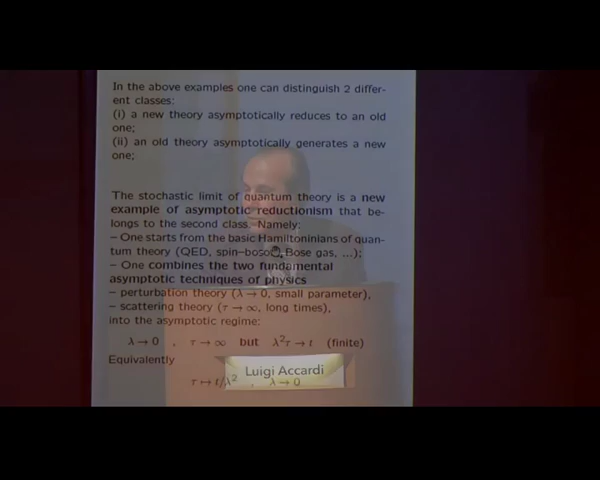 In the above examples one can distinguish 2 differ-
ent classes:
(i) a new theory asymptotically reduces to an old
one;
(ii) an old theory asymptotically generates a new
one;
The stochastic limit of quantum theory is a new
example of asymptotic reductionism that be-
longs to the second class. Namely:
– One starts from the basic Hamiltoninians of quan-
tum theory (QED, spin–boson, Bose gas, ...);
– One combines the two fundamental
asymptotic techniques of physics
– perturbation theory (λ → 0, small parameter),
– scattering theory (τ → ∞, long times),
into the asymptotic regime:
λ → 0 , τ → ∞ but λ²τ → t (finite)
Equivalently
Luigi Accardi
τ ↦ t/λ² , λ → 0